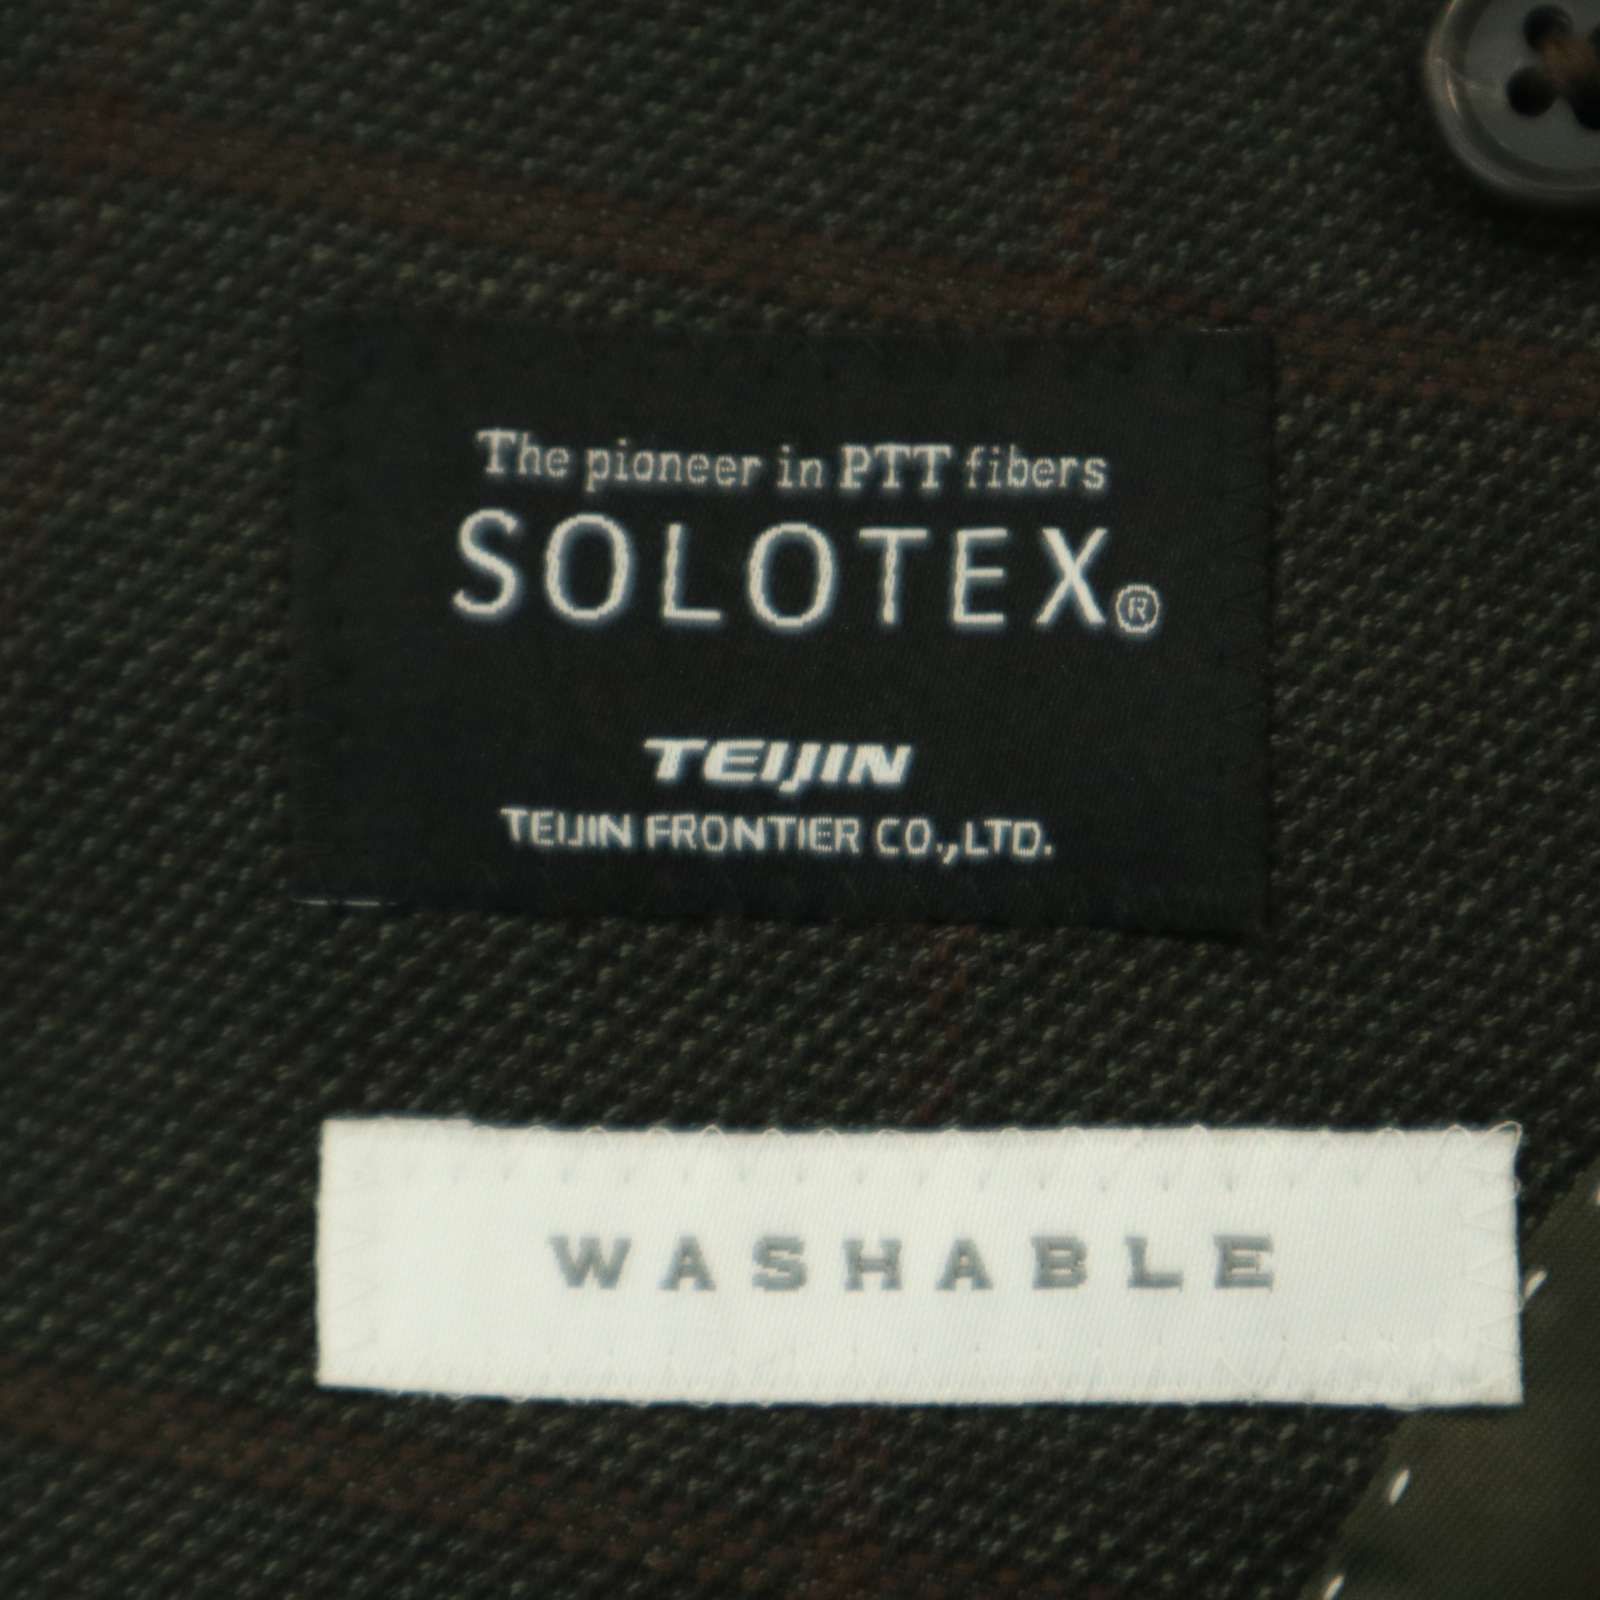 The pioneer in PTT fibers
SOLOTEX®
TEIJIN
TEIJIN FRONTIER CO.,LTD.
WASHABLE